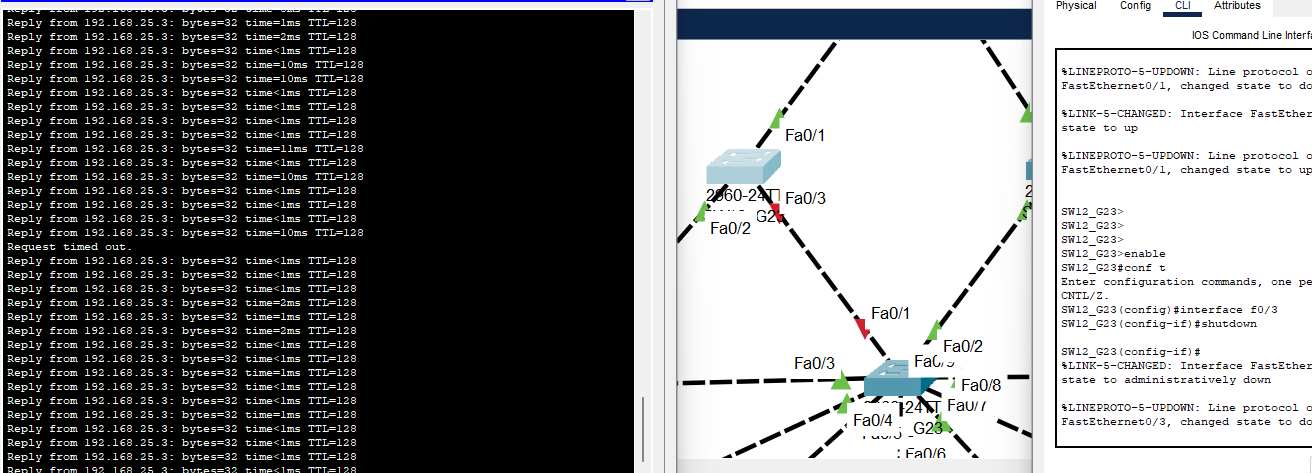 Reply from 192.168.25.3: bytes=32 time=1ms TTL=128
Reply from 192.168.25.3: bytes=32 time=2ms TTL=128
Reply from 192.168.25.3: bytes=32 time<1ms TTL=128
Reply from 192.168.25.3: bytes=32 time=10ms TTL=128
Reply from 192.168.25.3: bytes=32 time=10ms TTL=128
Reply from 192.168.25.3: bytes=32 time<1ms TTL=128
Reply from 192.168.25.3: bytes=32 time<1ms TTL=128
Reply from 192.168.25.3: bytes=32 time<1ms TTL=128
Reply from 192.168.25.3: bytes=32 time<1ms TTL=128
Reply from 192.168.25.3: bytes=32 time=11ms TTL=128
Reply from 192.168.25.3: bytes=32 time<1ms TTL=128
Reply from 192.168.25.3: bytes=32 time=10ms TTL=128
Reply from 192.168.25.3: bytes=32 time<1ms TTL=128
Reply from 192.168.25.3: bytes=32 time<1ms TTL=128
Reply from 192.168.25.3: bytes=32 time<1ms TTL=128
Reply from 192.168.25.3: bytes=32 time=10ms TTL=128
Request timed out.
Reply from 192.168.25.3: bytes=32 time<1ms TTL=128
Reply from 192.168.25.3: bytes=32 time<1ms TTL=128
Reply from 192.168.25.3: bytes=32 time<1ms TTL=128
Reply from 192.168.25.3: bytes=32 time=2ms TTL=128
Reply from 192.168.25.3: bytes=32 time<1ms TTL=128
Reply from 192.168.25.3: bytes=32 time=1ms TTL=128
Reply from 192.168.25.3: bytes=32 time<1ms TTL=128
Reply from 192.168.25.3: bytes=32 time<1ms TTL=128
Reply from 192.168.25.3: bytes=32 time=1ms TTL=128
Reply from 192.168.25.3: bytes=32 time<1ms TTL=128
Reply from 192.168.25.3: bytes=32 time<1ms TTL=128
Reply from 192.168.25.3: bytes=32 time=1ms TTL=128
Reply from 192.168.25.3: bytes=32 time<1ms TTL=128
Reply from 192.168.25.3: bytes=32 time<1ms TTL=128
Reply from 192.168.25.3: bytes=32 time<1ms TTL=128
Fa0/1
2960-24TT
Fa0/3
Fa0/2
Fa0/1
Fa0/2
Fa0/3
Fa0/9
Fa0/8
Fa0/7
Fa0/4
G23
Fa0/6
Physical Config CLI Attributes
IOS Command Line Interfa
%LINEPROTO-5-UPDOWN: Line protocol o
FastEthernet0/1, changed state to do
%LINK-5-CHANGED: Interface FastEther
state to up
%LINEPROTO-5-UPDOWN: Line protocol o
FastEthernet0/1, changed state to up
SW12_G23>
SW12_G23>
SW12_G23>
SW12_G23>enable
SW12_G23#conf t
Enter configuration commands, one pe
CNTL/Z.
SW12_G23(config)#interface f0/3
SW12_G23(config-if)#shutdown
SW12_G23(config-if)#
%LINK-5-CHANGED: Interface FastEther
state to administratively down
%LINEPROTO-5-UPDOWN: Line protocol o
FastEthernet0/3, changed state to do